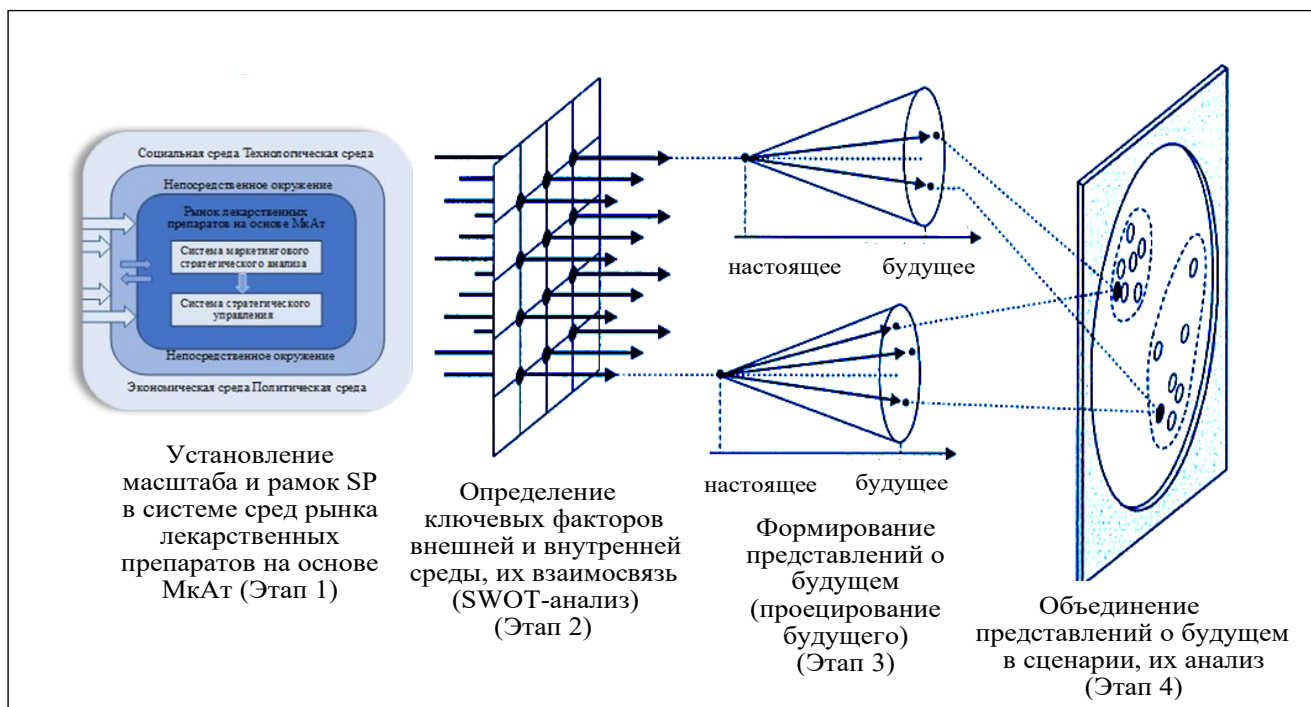 Социальная среда Технологическая среда
Непосредственное окружение
Рынок лекарственных
препаратов на основе МкАт
Система маркетингового
стратегического анализа
Система стратегического
управления
Непосредственное окружение
Экономическая среда Политическая среда
Установление
масштаба и рамок SP
в системе сред рынка
лекарственных
препаратов на основе
МкАт (Этап 1)
Определение
ключевых факторов
внешней и внутренней
среды, их взаимосвязь
(SWOT-анализ)
(Этап 2)
настоящее
будущее
настоящее
будущее
Формирование
представлений о
будущем
(проецирование
будущего)
(Этап 3)
Объединение
представлений о будущем
в сценарии, их анализ
(Этап 4)